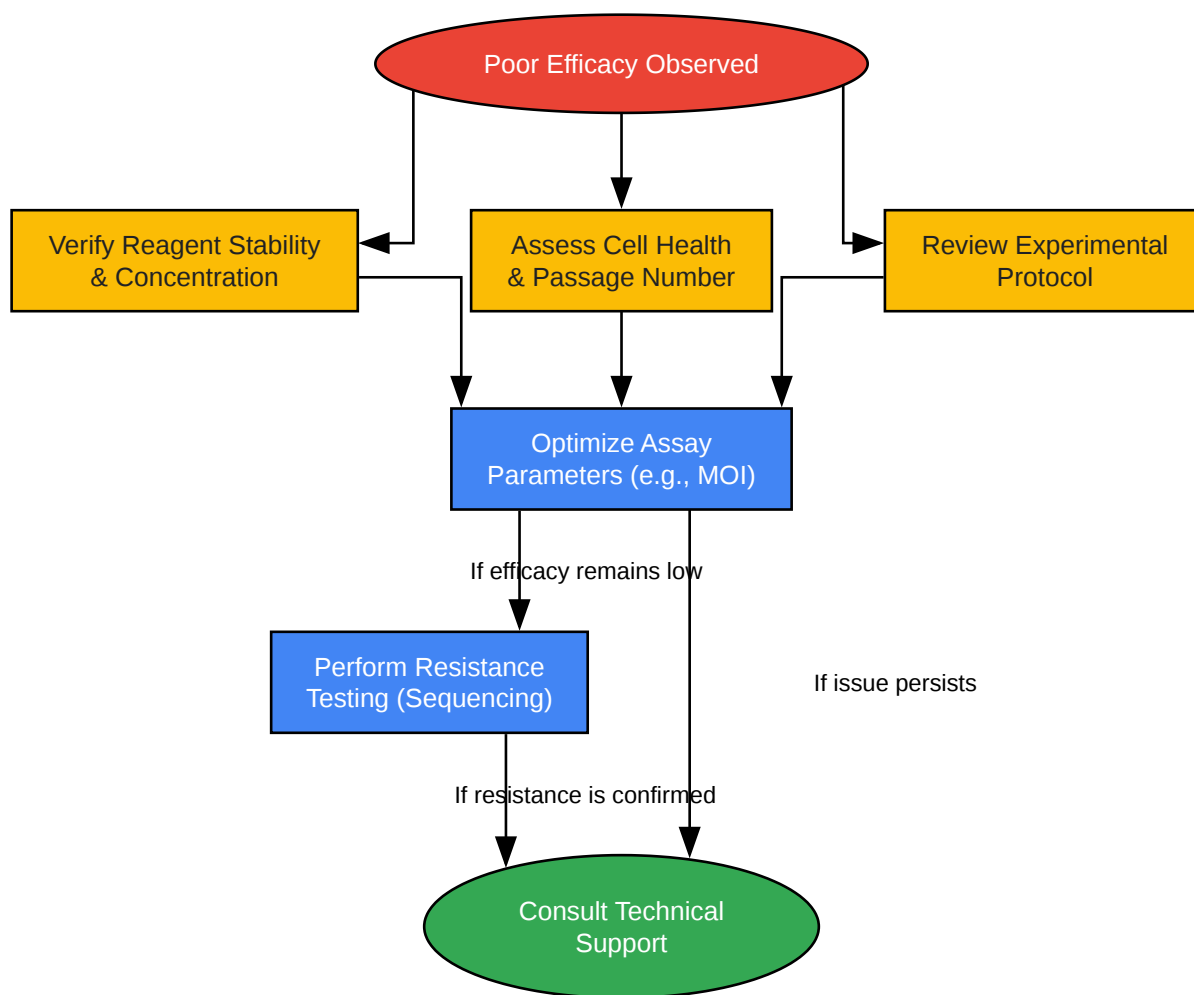 Poor Efficacy Observed
Verify Reagent Stability
& Concentration
Assess Cell Health
& Passage Number
Review Experimental
Protocol
Optimize Assay
Parameters (e.g., MOI)
If efficacy remains low
Perform Resistance
Testing (Sequencing)
If issue persists
If resistance is confirmed
Consult Technical
Support